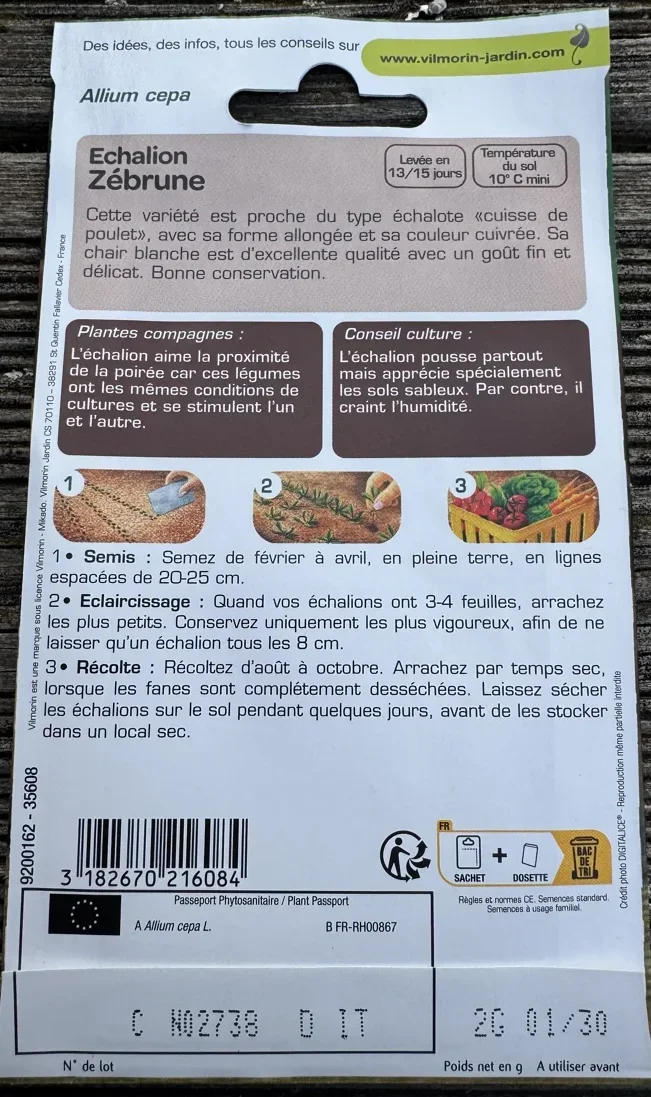 Des idées, des infos, tous les conseils sur
www.vilmorin-jardin.com
Allium cepa
Echalion
Zébrune
Levée en
13/15 jours
Température
du sol
10° C mini
Cette variété est proche du type échalote «cuisse de
poulet», avec sa forme allongée et sa couleur cuivrée. Sa
chair blanche est d'excellente qualité avec un goût fin et
délicat. Bonne conservation.
Plantes compagnes :
L'échalion aime la proximité
de la poirée car ces légumes
ont les mêmes conditions de
cultures et se stimulent l'un
et l'autre.
Conseil culture :
L'échalion pousse partout
mais apprécie spécialement
les sols sableux. Par contre, il
craint l'humidité.
1
2
3
1• Semis : Semez de février à avril, en pleine terre, en lignes
espacées de 20-25 cm.
2• Eclaircissage : Quand vos échalions ont 3-4 feuilles, arrachez
les plus petits. Conservez uniquement les plus vigoureux, afin de ne
laisser qu'un échalion tous les 8 cm.
3• Récolte : Récoltez d'août à octobre. Arrachez par temps sec,
lorsque les fanes sont complétement desséchées. Laissez sécher
les échalions sur le sol pendant quelques jours, avant de les stocker
dans un local sec.
Vilmorin est une marque sous licence Vilmorin - Mikado. Vilmorin Jardin CS 70110 - 38291 St Quentin Fallavier Cedex - France
9200162 - 35608
Crédit photo DIGITALICE® - Reproduction même partielle interdite
3 182670 216084
FR
SACHET
+
DOSETTE
BAC
DE
TRI
Règles et normes CE. Semences standard.
Semences à usage familial.
Passeport Phytosanitaire / Plant Passport
A Allium cepa L.
B FR-RH00867
C N02738 D IT
2G 01/30
N° de lot
Poids net en g
A utiliser avant